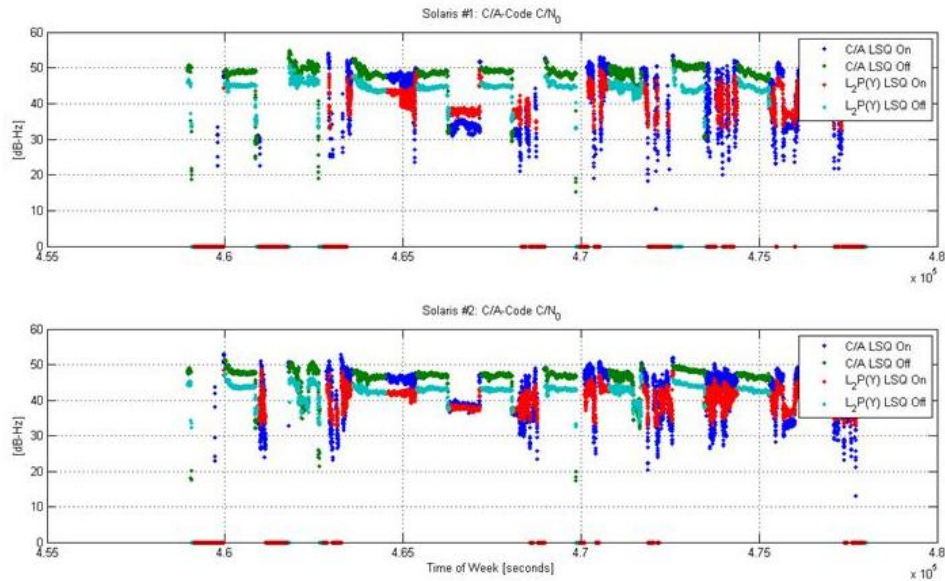 Solaris #1: C/A-Code C/N0
60
50
40
30
20
10
0
[dB-Hz]
C/A LSQ On
C/A LSQ Off
L2P(Y) LSQ On
L2P(Y) LSQ Off
4.55 4.6 4.65 4.7 4.75 4.8
x 10^5
Solaris #2: C/A-Code C/N0
60
50
40
30
20
10
0
[dB-Hz]
C/A LSQ On
C/A LSQ Off
L2P(Y) LSQ On
L2P(Y) LSQ Off
4.55 4.6 4.65 4.7 4.75 4.8
Time of Week [seconds]
x 10^5